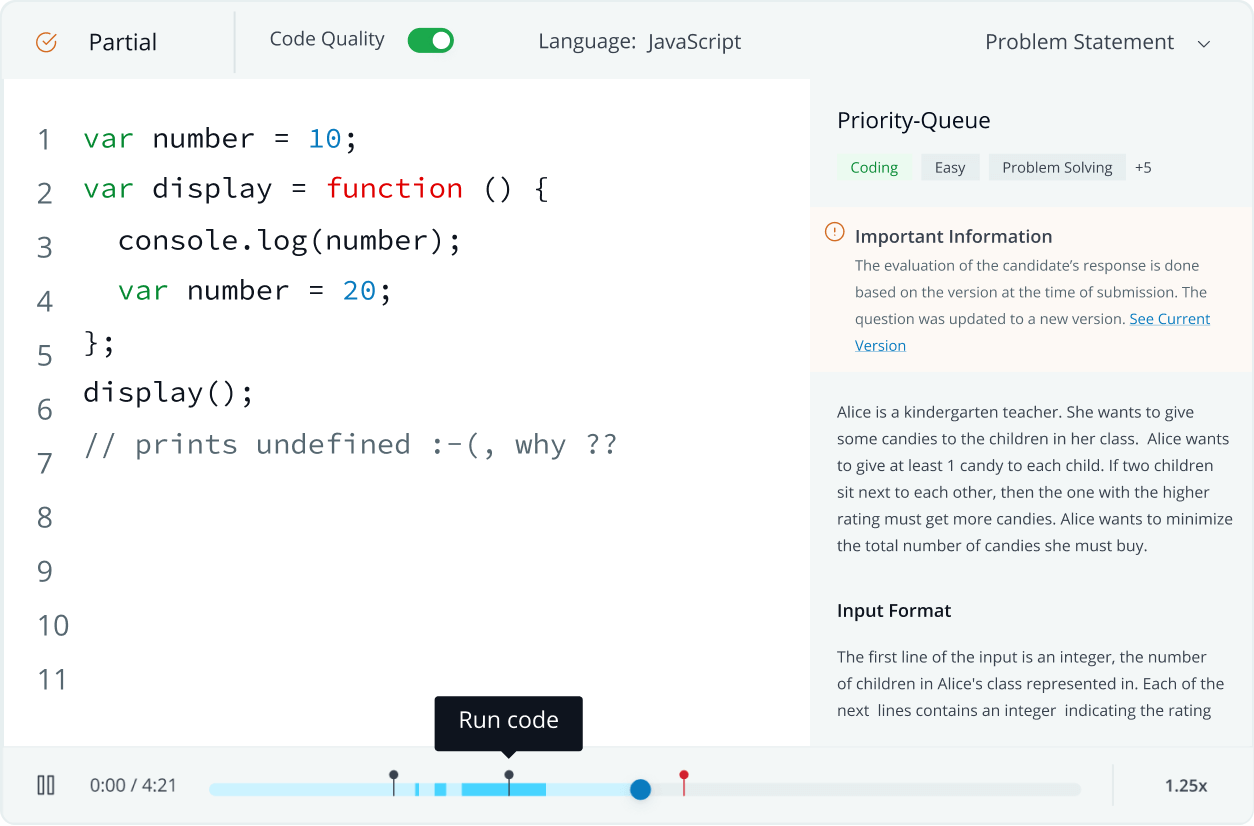 Partial
Code Quality
Language: JavaScript
Problem Statement
1 var number = 10;
2 var display = function () {
3 console.log(number);
4 var number = 20;
5 };
6 display();
7 // prints undefined :-(, why ??
8
9
10
11
Priority-Queue
Coding Easy Problem Solving +5
Important Information
The evaluation of the candidate’s response is done
based on the version at the time of submission. The
question was updated to a new version. See Current
Version
Alice is a kindergarten teacher. She wants to give
some candies to the children in her class.  Alice wants
to give at least 1 candy to each child. If two children
sit next to each other, then the one with the higher
rating must get more candies. Alice wants to minimize
the total number of candies she must buy.
Input Format
The first line of the input is an integer, the number
of children in Alice's class represented in. Each of the
next  lines contains an integer  indicating the rating
Run code
0:00 / 4:21
1.25x